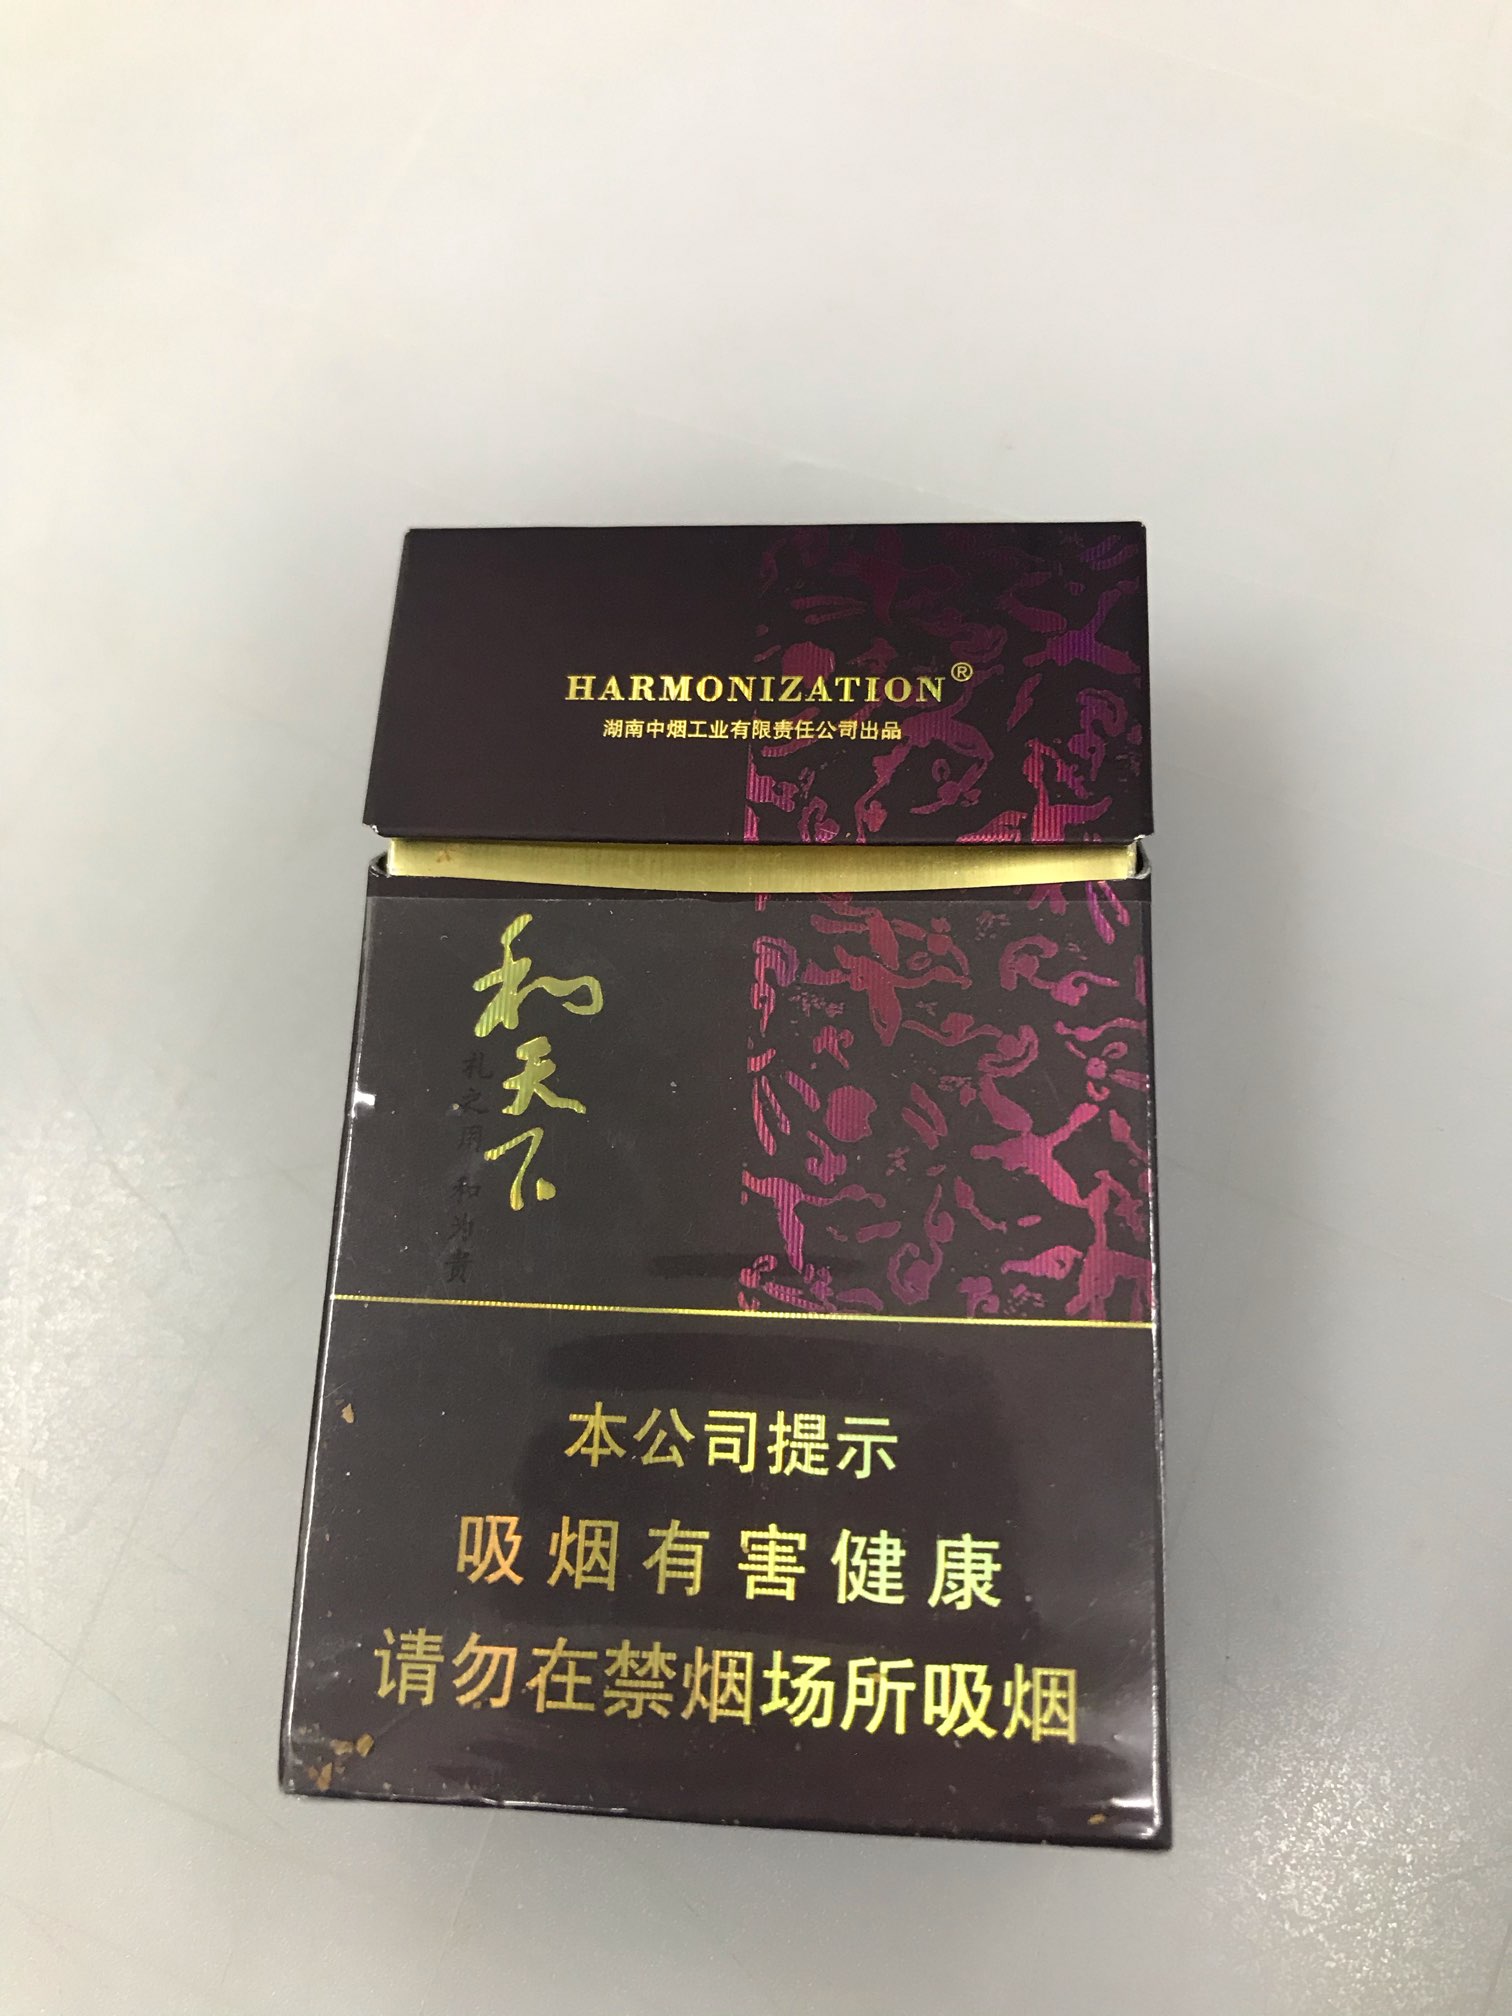 HARMONIZATION®
湖南中烟工业有限责任公司出品
和天下
礼之用和为贵
本公司提示
吸烟有害健康
请勿在禁烟场所吸烟